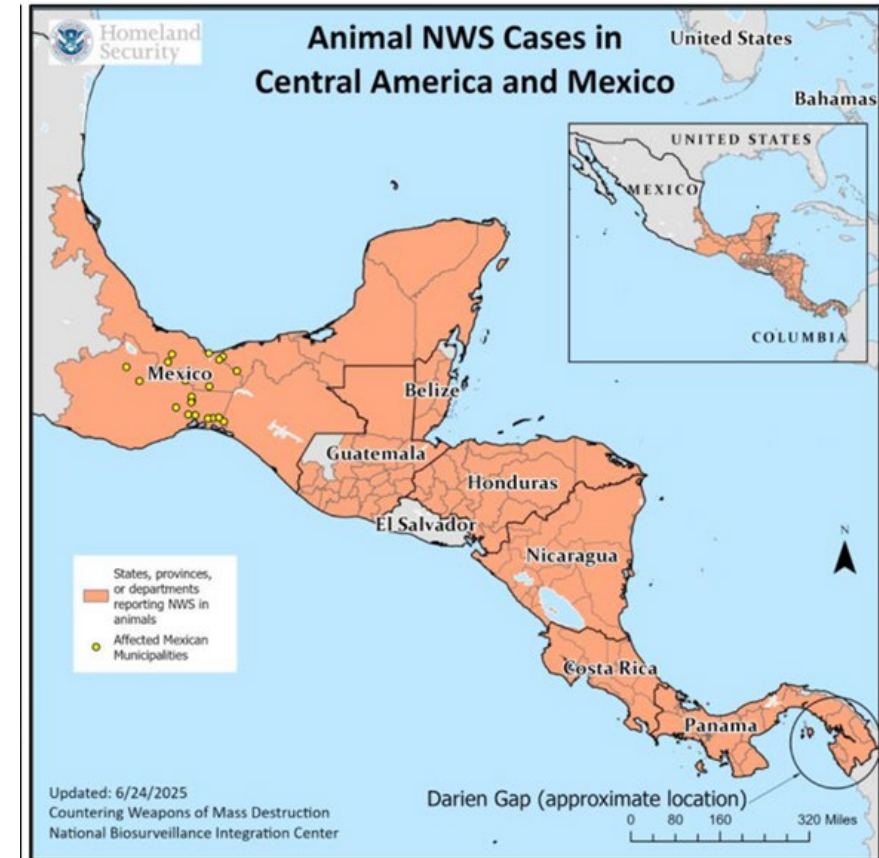 Homeland
Security
Animal NWS Cases in
Central America and Mexico
United States
Bahamas
UNITED STATES
MEXICO
COLUMBIA
Mexico
Belize
Guatemala
Honduras
El Salvador
Nicaragua
N
States, provinces,
or departments
reporting NWS in
animals
Affected Mexican
Municipalities
Costa Rica
Panama
Updated: 6/24/2025
Countering Weapons of Mass Destruction
National Biosurveillance Integration Center
Darien Gap (approximate location)
0 80 160 320 Miles